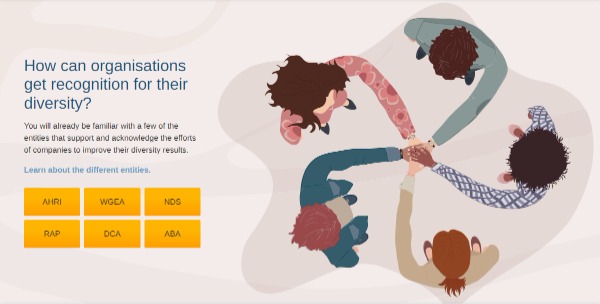 How can organisations
get recognition for their
diversity?
You will already be familiar with a few of the
entities that support and acknowledge the efforts
of companies to improve their diversity results.
Learn about the different entities.
AHRI WGEA NDS
RAP DCA ABA